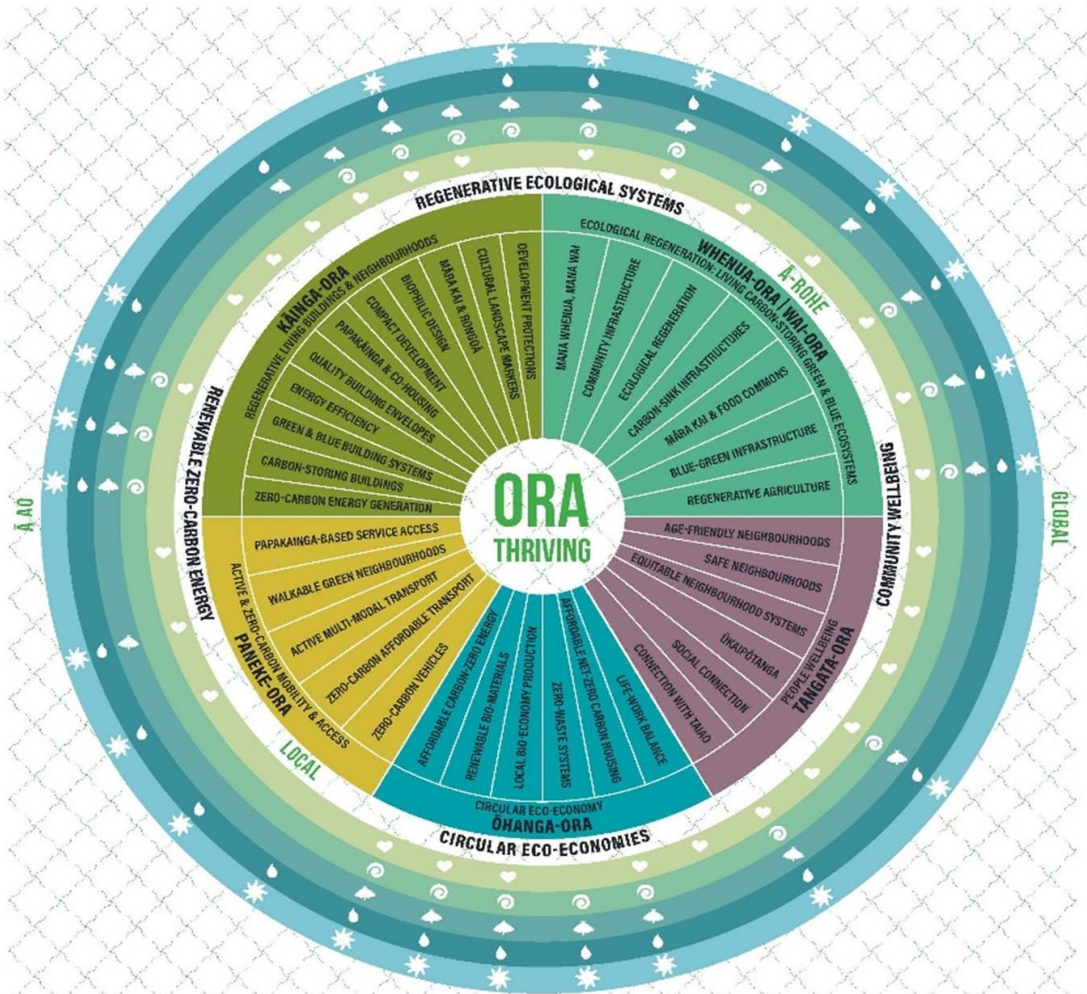 REGENERATIVE ECOLOGICAL SYSTEMS
COMMUNITY WELLBEING
CIRCULAR ECO-ECONOMIES
RENEWABLE ZERO-CARBON ENERGY
Ā AO
GLOBAL
Ā-ROHE
LOCAL
ORA
THRIVING
KĀINGA-ORA
REGENERATIVE LIVING BUILDINGS & NEIGHBOURHOODS
ZERO-CARBON ENERGY GENERATION
CARBON-STORING BUILDINGS
GREEN & BLUE BUILDING SYSTEMS
ENERGY EFFICIENCY
QUALITY BUILDING ENVELOPES
PAPAKĀINGA & CO-HOUSING
COMPACT DEVELOPMENT
BIOPHILIC DESIGN
MĀRA KAI & RONGOĀ
CULTURAL LANDSCAPE MARKERS
DEVELOPMENT PROTECTIONS
ECOLOGICAL REGENERATION: LIVING CARBON-STORING GREEN & BLUE ECOSYSTEMS
WHENUA-ORA | WAI-ORA
MANA WHENUA, MANA WAI
COMMUNITY INFRASTRUCTURE
ECOLOGICAL REGENERATION
CARBON-SINK INFRASTRUCTURES
MĀRA KAI & FOOD COMMONS
BLUE-GREEN INFRASTRUCTURE
REGENERATIVE AGRICULTURE
AGE-FRIENDLY NEIGHBOURHOODS
SAFE NEIGHBOURHOODS
EQUITABLE NEIGHBOURHOOD SYSTEMS
ŪKAIPŌTANGA
SOCIAL CONNECTION
CONNECTION WITH TAIAO
PEOPLE WELLBEING
TANGATA-ORA
LIFE-WORK BALANCE
AFFORDABLE NET-ZERO CARBON HOUSING
ZERO-WASTE SYSTEMS
LOCAL BIO-ECONOMY PRODUCTION
RENEWABLE BIO-MATERIALS
AFFORDABLE CARBON-ZERO ENERGY
CIRCULAR ECO-ECONOMY
ŌHANGA-ORA
ZERO-CARBON VEHICLES
ZERO-CARBON AFFORDABLE TRANSPORT
ACTIVE MULTI-MODAL TRANSPORT
WALKABLE GREEN NEIGHBOURHOODS
PAPAKAINGA-BASED SERVICE ACCESS
ACTIVE & ZERO-CARBON MOBILITY & ACCESS
PANEKE-ORA